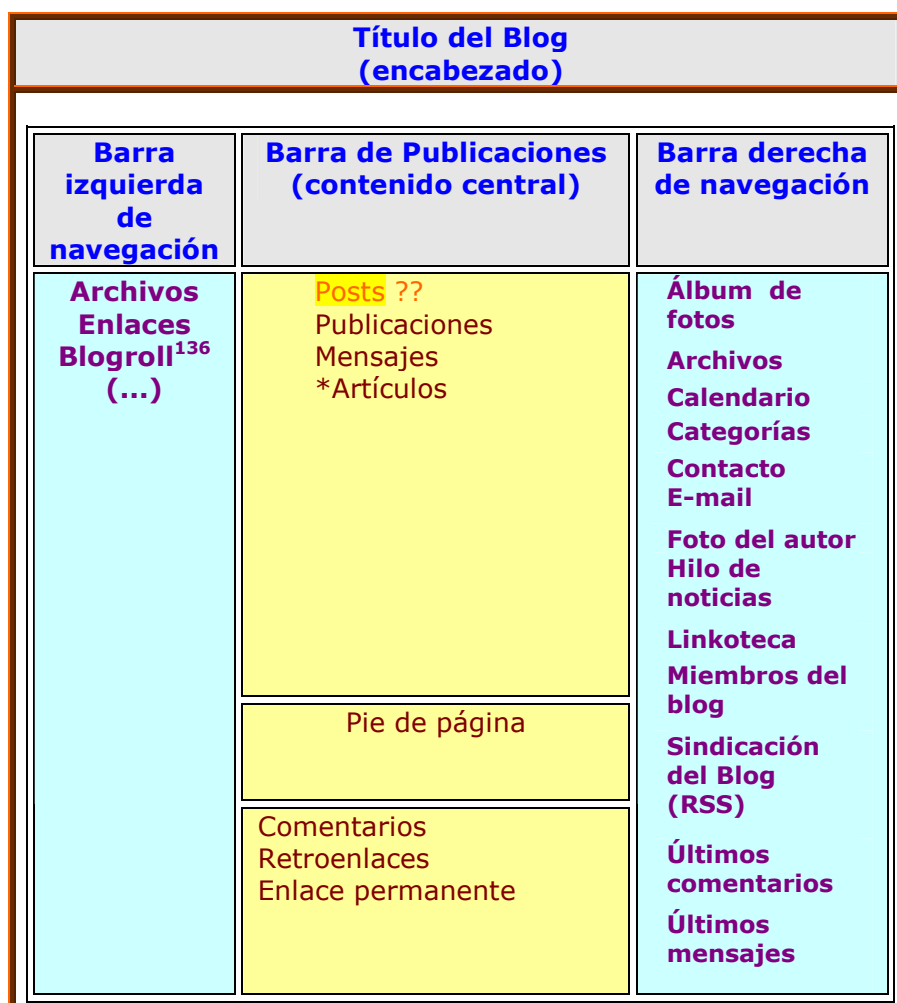 Título del Blog
(encabezado)
Barra
izquierda
de
navegación
Barra de Publicaciones
(contenido central)
Barra derecha
de navegación
Archivos
Enlaces
Blogroll136
(...)
Posts ??
Publicaciones
Mensajes
*Artículos
Pie de página
Comentarios
Retroenlaces
Enlace permanente
Álbum de
fotos
Archivos
Calendario
Categorías
Contacto
E-mail
Foto del autor
Hilo de
noticias
Linkoteca
Miembros del
blog
Sindicación
del Blog
(RSS)
Últimos
comentarios
Últimos
mensajes